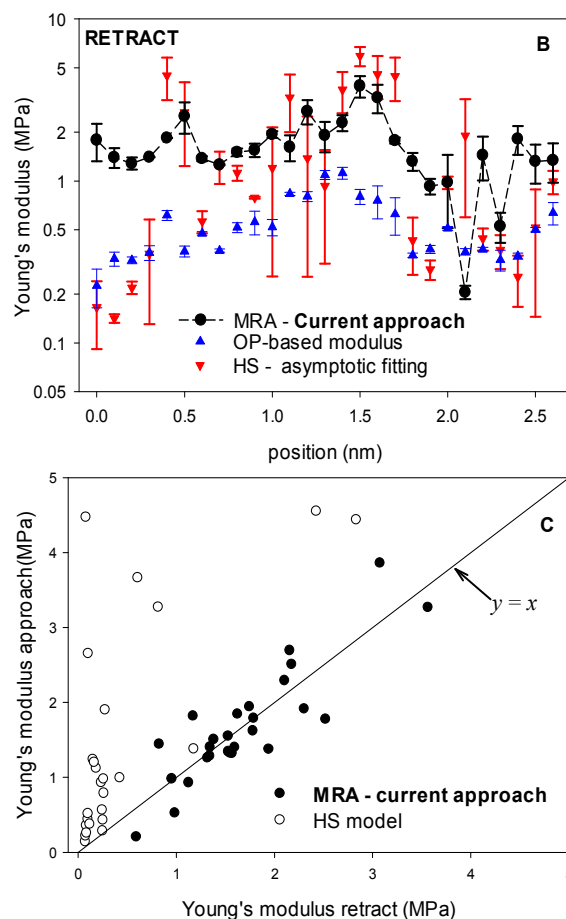 RETRACT
B
Young's modulus (MPa)
10
5
2
1
0.5
0.2
0.1
0.05
MRA - Current approach
OP-based modulus
HS - asymptotic fitting
0.0 0.5 1.0 1.5 2.0 2.5
position (nm)
C
Young's modulus approach(MPa)
5
4
3
2
1
0
y = x
MRA - current approach
HS model
0 1 2 3 4
Young's modulus retract (MPa)